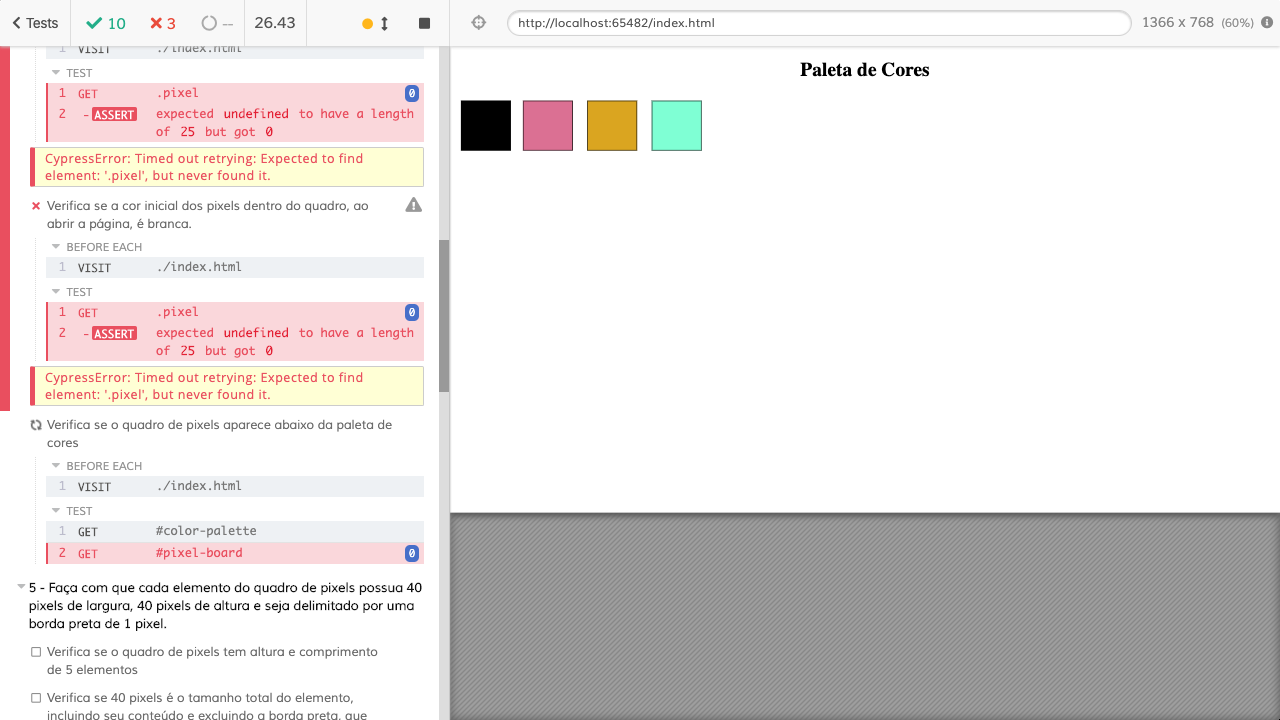 Tests 10 3 -- 26.43
http://localhost:65482/index.html 1366 x 768 (60%)
1 VISIT ./index.html
TEST
1 GET .pixel 0
2 -ASSERT expected undefined to have a length
of 25 but got 0
CypressError: Timed out retrying: Expected to find
element: '.pixel', but never found it.
Verifica se a cor inicial dos pixels dentro do quadro, ao
abrir a página, é branca.
BEFORE EACH
1 VISIT ./index.html
TEST
1 GET .pixel 0
2 -ASSERT expected undefined to have a length
of 25 but got 0
CypressError: Timed out retrying: Expected to find
element: '.pixel', but never found it.
Verifica se o quadro de pixels aparece abaixo da paleta de
cores
BEFORE EACH
1 VISIT ./index.html
TEST
1 GET #color-palette
2 GET #pixel-board 0
5 - Faça com que cada elemento do quadro de pixels possua 40
pixels de largura, 40 pixels de altura e seja delimitado por uma
borda preta de 1 pixel.
Verifica se o quadro de pixels tem altura e comprimento
de 5 elementos
Verifica se 40 pixels é o tamanho total do elemento,
incluindo seu conteúdo e excluindo a borda preta, que
Paleta de Cores